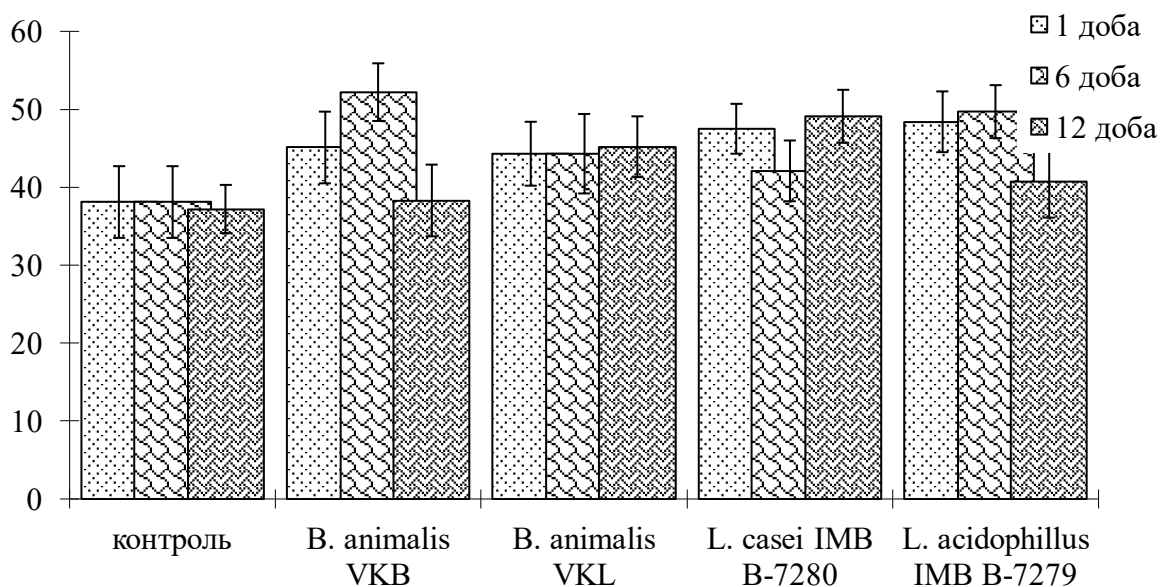 60
50
40
30
20
10
0
1 доба
6 доба
12 доба
контроль
B. animalis
VKB
B. animalis
VKL
L. casei IMB
B-7280
L. acidophillus
IMB B-7279